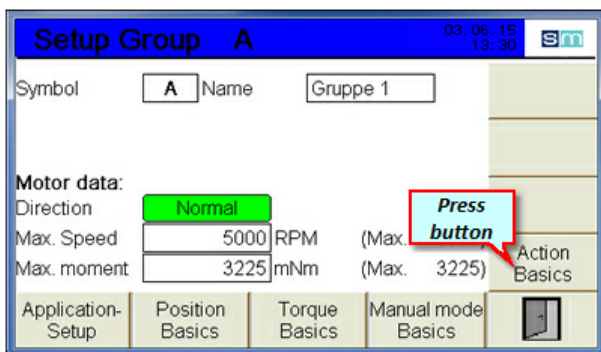 Setup Group A
03. 06. 15
13: 30
sm
Symbol A Name Gruppe 1
Motor data:
Direction Normal
Max. Speed 5000 RPM (Max.
Press
button
Max. moment 3225 mNm (Max. 3225)
Action
Basics
Application-
Setup
Position
Basics
Torque
Basics
Manual mode
Basics